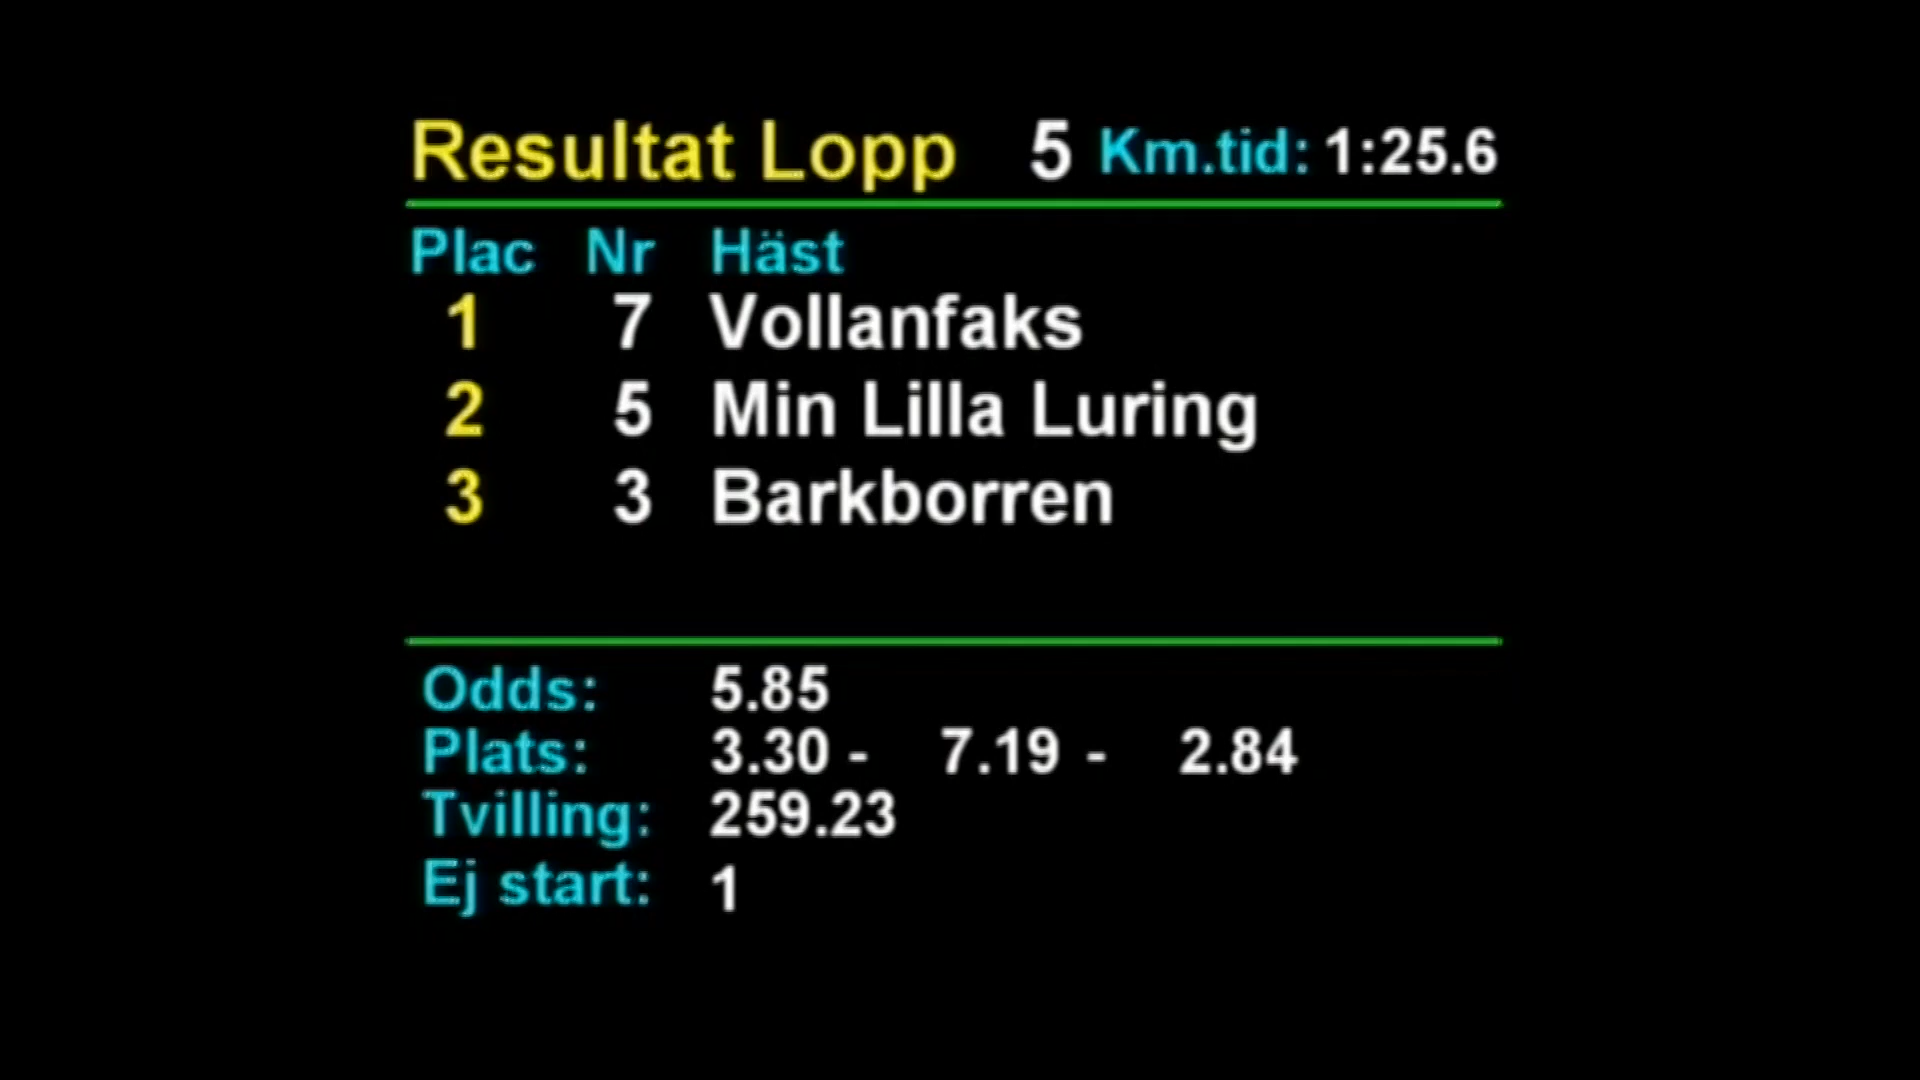 Resultat Lopp 5 Km.tid: 1:25.6
Plac Nr Häst
1 7 Vollanfaks
2 5 Min Lilla Luring
3 3 Barkborren
Odds: 5.85
Plats: 3.30 - 7.19 - 2.84
Tvilling: 259.23
Ej start: 1